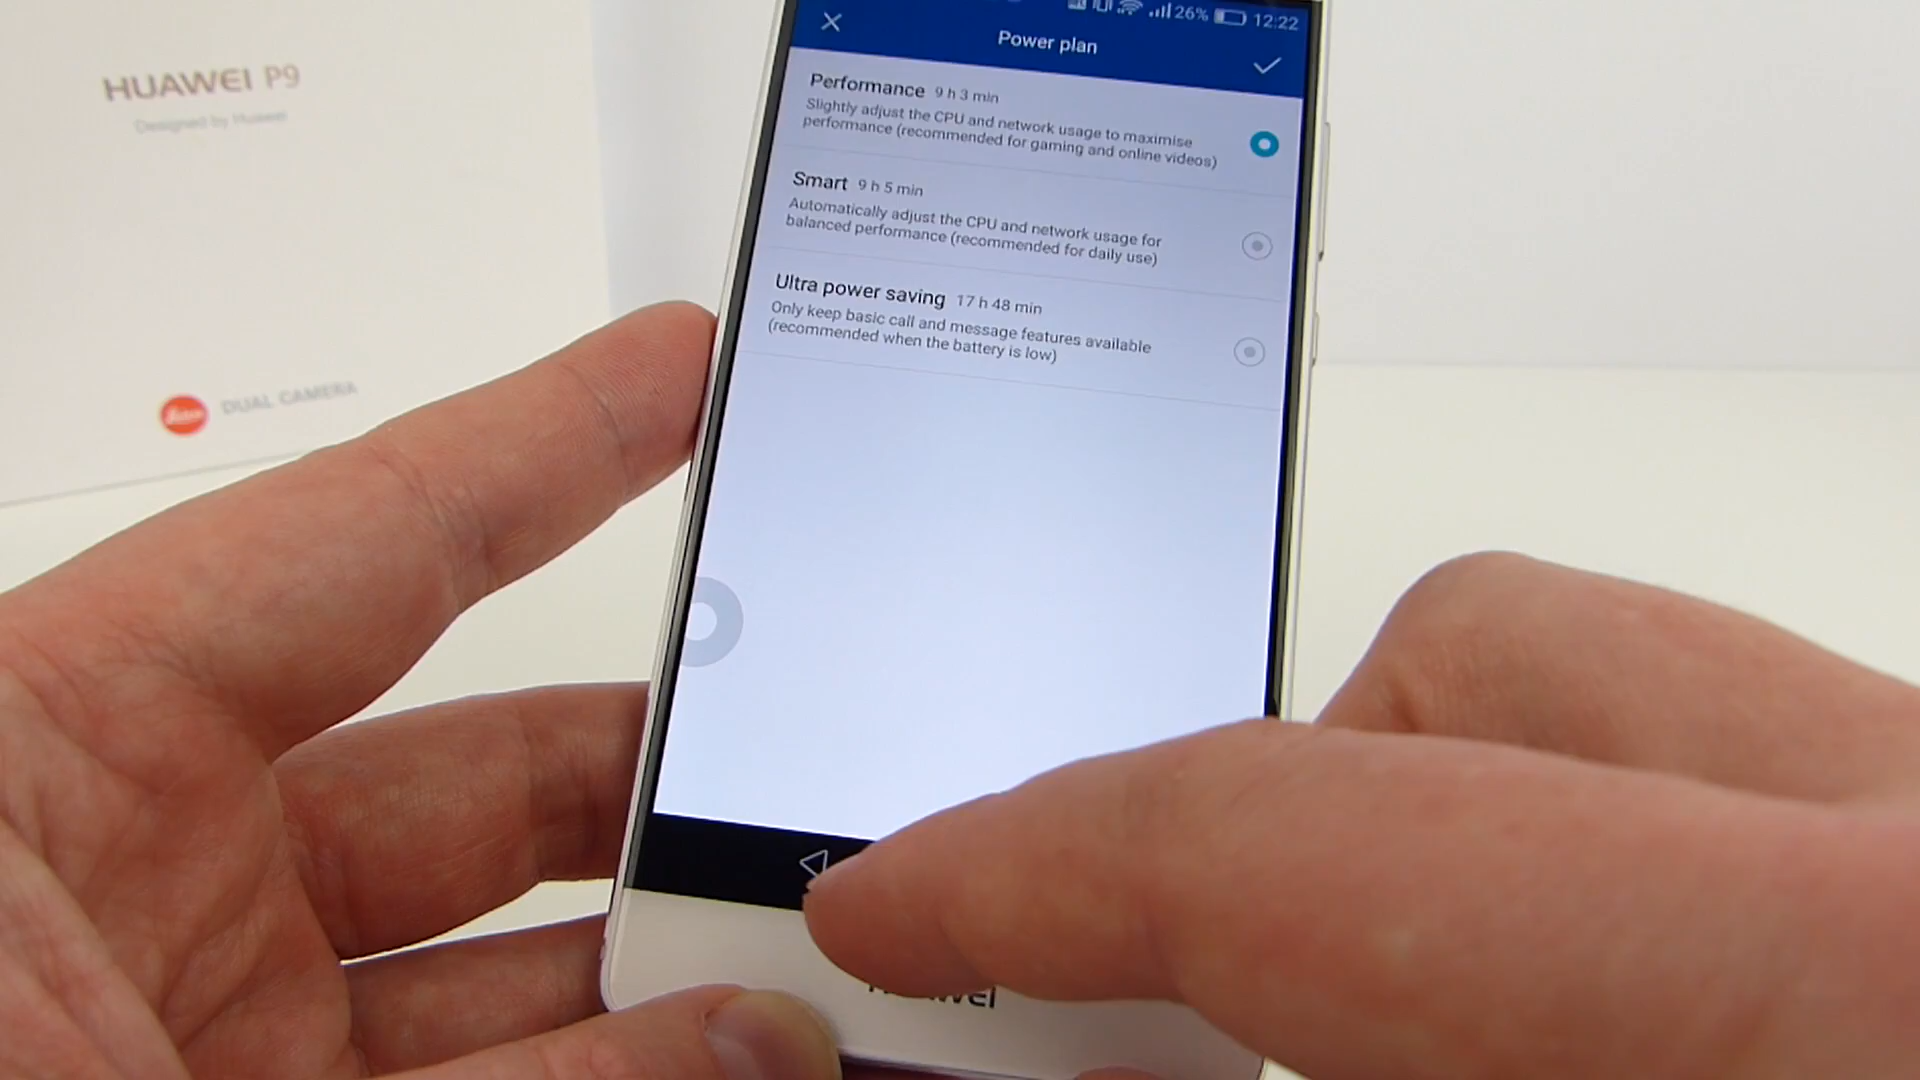 HUAWEI P9
Designed by Huawei
DUAL CAMERA
26% 12:22
Power plan
Performance 9 h 3 min
Slightly adjust the CPU and network usage to maximise
performance (recommended for gaming and online videos)
Smart 9 h 5 min
Automatically adjust the CPU and network usage for
balanced performance (recommended for daily use)
Ultra power saving 17 h 48 min
Only keep basic call and message features available
(recommended when the battery is low)